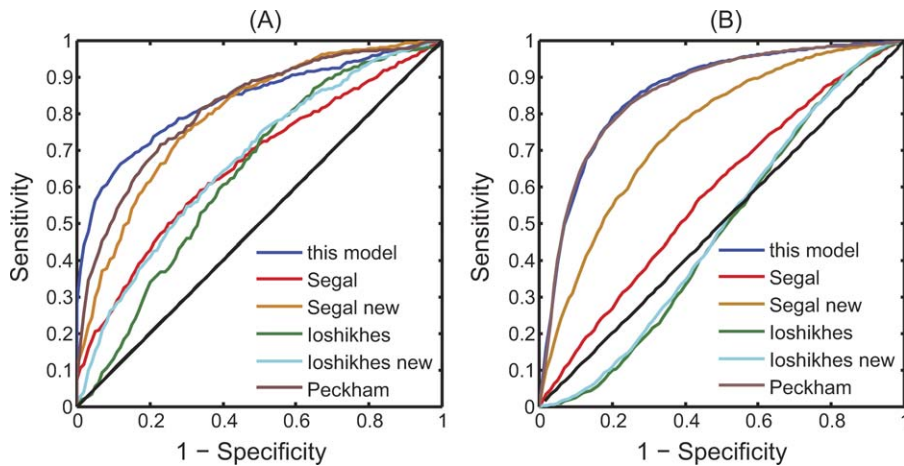 (A)
1
0.9
0.8
0.7
0.6
0.5
0.4
0.3
0.2
0.1
0
Sensitivity
this model
Segal
Segal new
Ioshikhes
Ioshikhes new
Peckham
0 0.2 0.4 0.6 0.8 1
1 − Specificity
(B)
1
0.9
0.8
0.7
0.6
0.5
0.4
0.3
0.2
0.1
0
Sensitivity
this model
Segal
Segal new
Ioshikhes
Ioshikhes new
Peckham
0 0.2 0.4 0.6 0.8 1
1 − Specificity